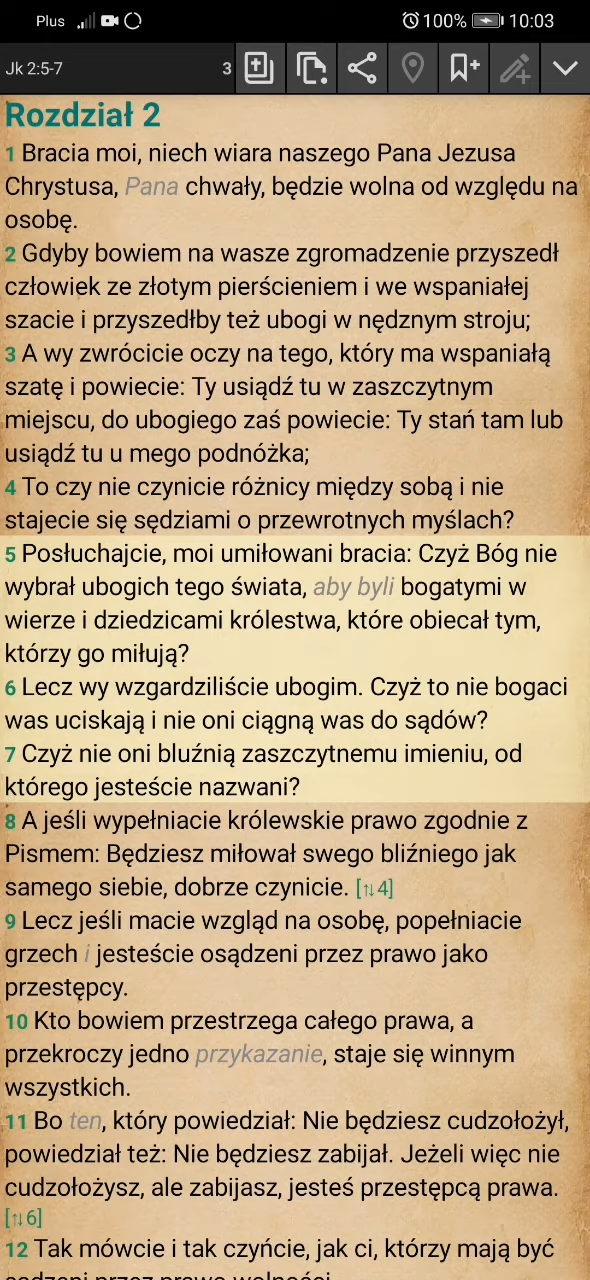 Plus 100% 10:03
Jk 2:5-7 3
Rozdział 2
1 Bracia moi, niech wiara naszego Pana Jezusa
Chrystusa, Pana chwały, będzie wolna od względu na
osobę.
2 Gdyby bowiem na wasze zgromadzenie przyszedł
człowiek ze złotym pierścieniem i we wspaniałej
szacie i przyszedłby też ubogi w nędznym stroju;
3 A wy zwrócicie oczy na tego, który ma wspaniałą
szatę i powiecie: Ty usiądź tu w zaszczytnym
miejscu, do ubogiego zaś powiecie: Ty stań tam lub
usiądź tu u mego podnóżka;
4 To czy nie czynicie różnicy między sobą i nie
stajecie się sędziami o przewrotnych myślach?
5 Posłuchajcie, moi umiłowani bracia: Czyż Bóg nie
wybrał ubogich tego świata, aby byli bogatymi w
wierze i dziedzicami królestwa, które obiecał tym,
którzy go miłują?
6 Lecz wy wzgardziliście ubogim. Czyż to nie bogaci
was uciskają i nie oni ciągną was do sądów?
7 Czyż nie oni bluźnią zaszczytnemu imieniu, od
którego jesteście nazwani?
8 A jeśli wypełniacie królewskie prawo zgodnie z
Pismem: Będziesz miłował swego bliźniego jak
samego siebie, dobrze czynicie. [↑↓4]
9 Lecz jeśli macie wzgląd na osobę, popełniacie
grzech i jesteście osądzeni przez prawo jako
przestępcy.
10 Kto bowiem przestrzega całego prawa, a
przekroczy jedno przykazanie, staje się winnym
wszystkich.
11 Bo ten, który powiedział: Nie będziesz cudzołożył,
powiedział też: Nie będziesz zabijał. Jeżeli więc nie
cudzołożysz, ale zabijasz, jesteś przestępcą prawa.
[↑↓6]
12 Tak mówcie i tak czyńcie, jak ci, którzy mają być
sądzeni przez prawo wolności.